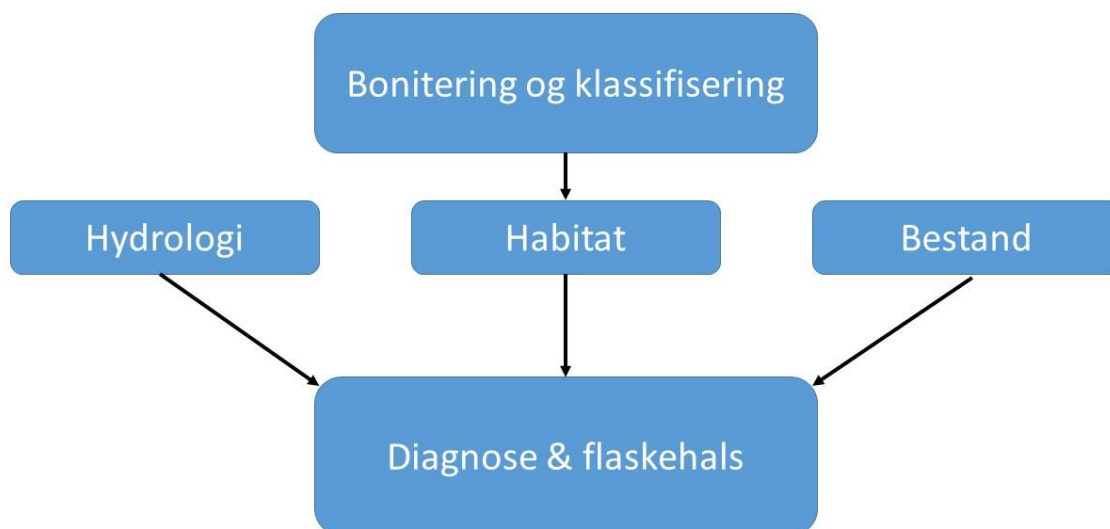 Bonitering og klassifisering
Hydrologi
Habitat
Bestand
Diagnose & flaskehals